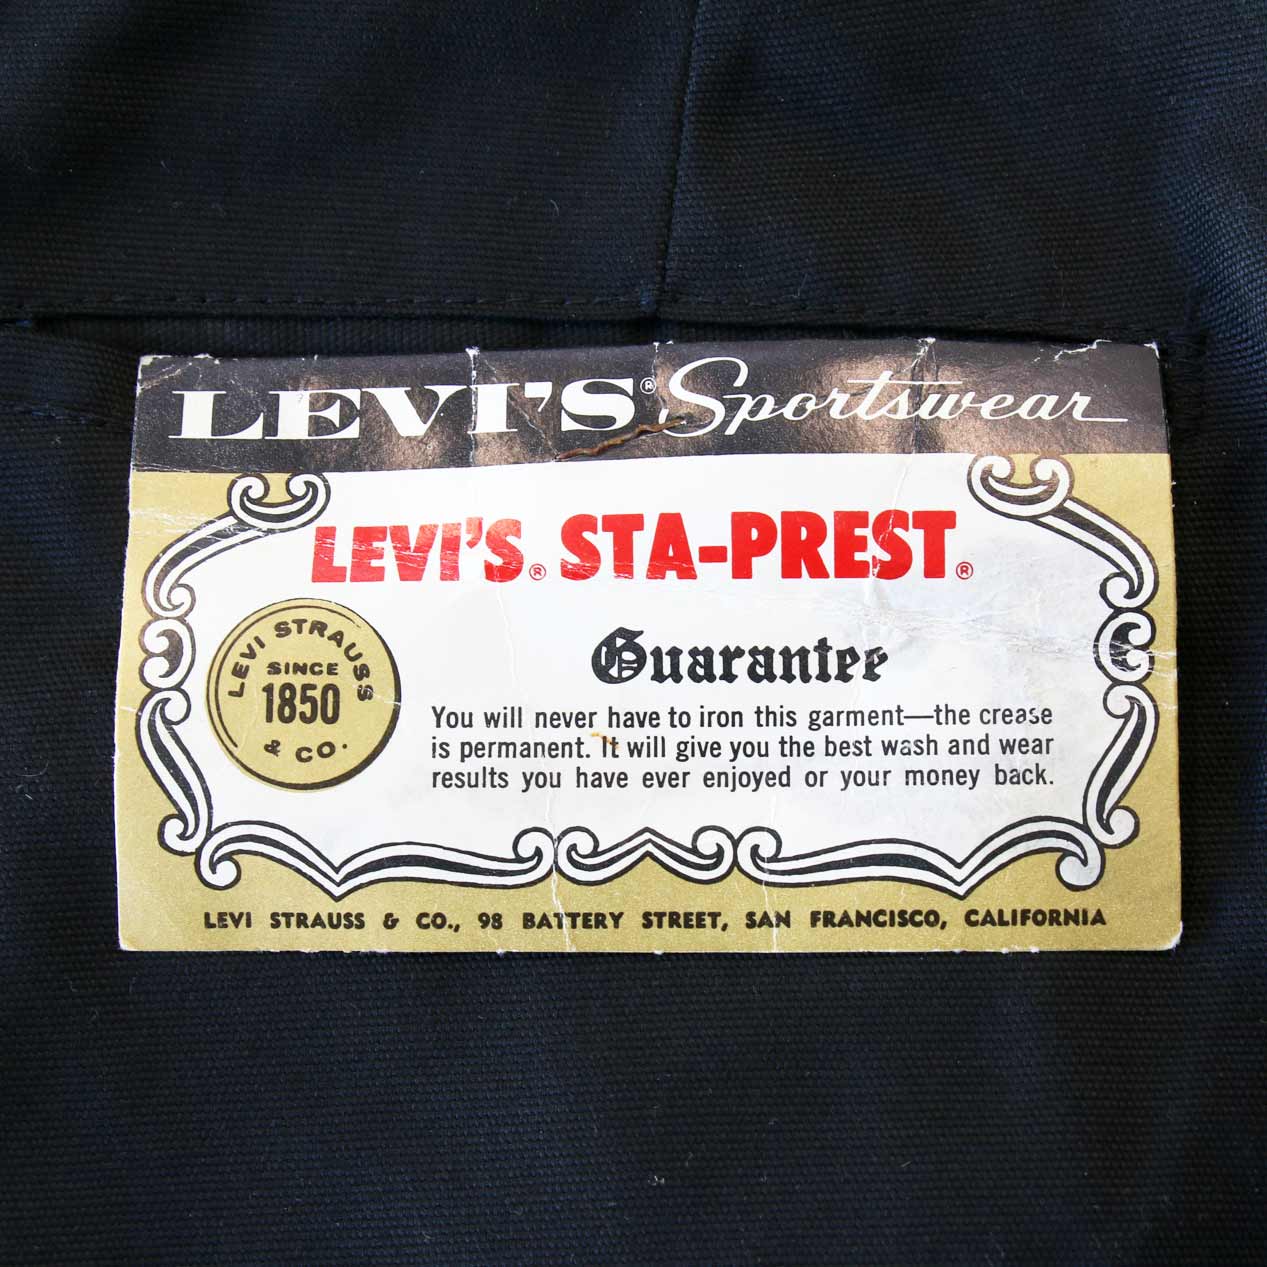 LEVI'S® Sportswear
LEVI'S® STA-PREST®
LEVI STRAUSS
SINCE
1850
& CO.
Guarantee
You will never have to iron this garment—the crease
is permanent. It will give you the best wash and wear
results you have ever enjoyed or your money back.
LEVI STRAUSS & CO., 98 BATTERY STREET, SAN FRANCISCO, CALIFORNIA